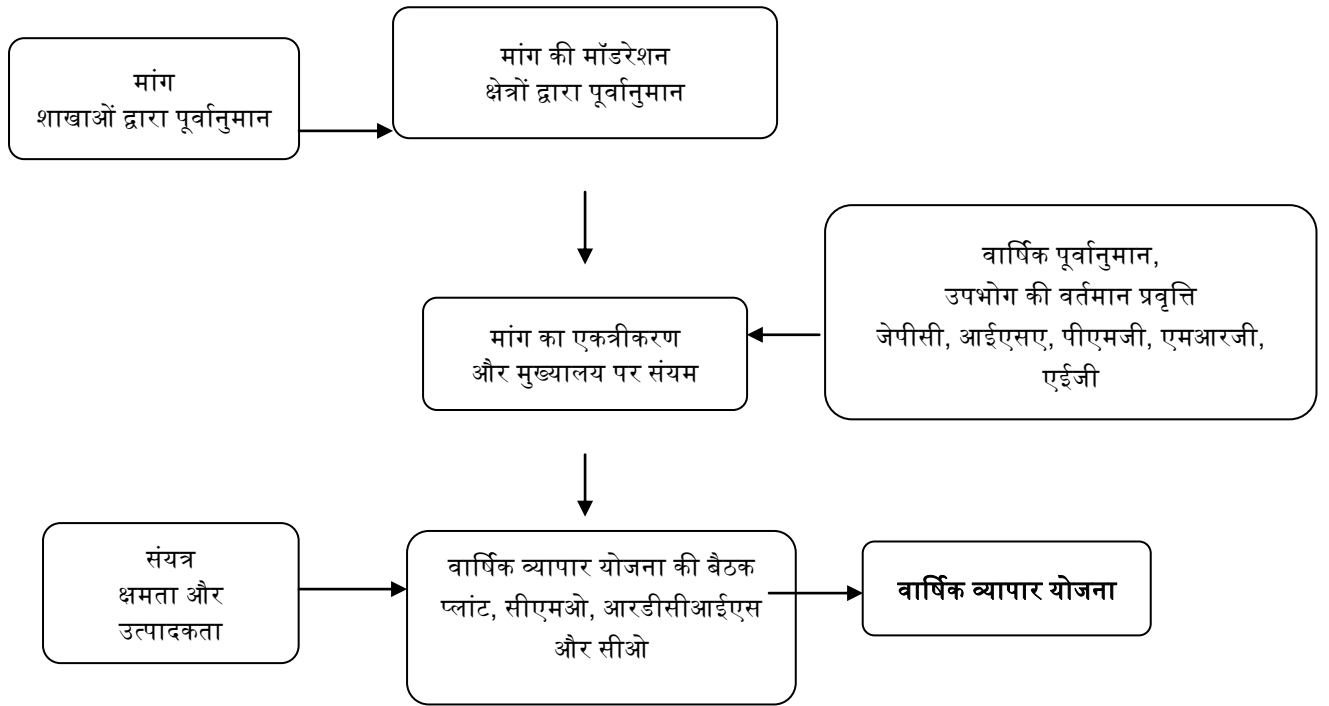 मांग
शाखाओं द्वारा पूर्वानुमान
मांग की मॉडरेशन
क्षेत्रों द्वारा पूर्वानुमान
वार्षिक पूर्वानुमान,
उपभोग की वर्तमान प्रवृत्ति
जेपीसी, आईएसए, पीएमजी, एमआरजी,
एईजी
मांग का एकत्रीकरण
और मुख्यालय पर संयम
संयत्र
क्षमता और
उत्पादकता
वार्षिक व्यापार योजना की बैठक
प्लांट, सीएमओ, आरडीसीआईएस
और सीओ
वार्षिक व्यापार योजना